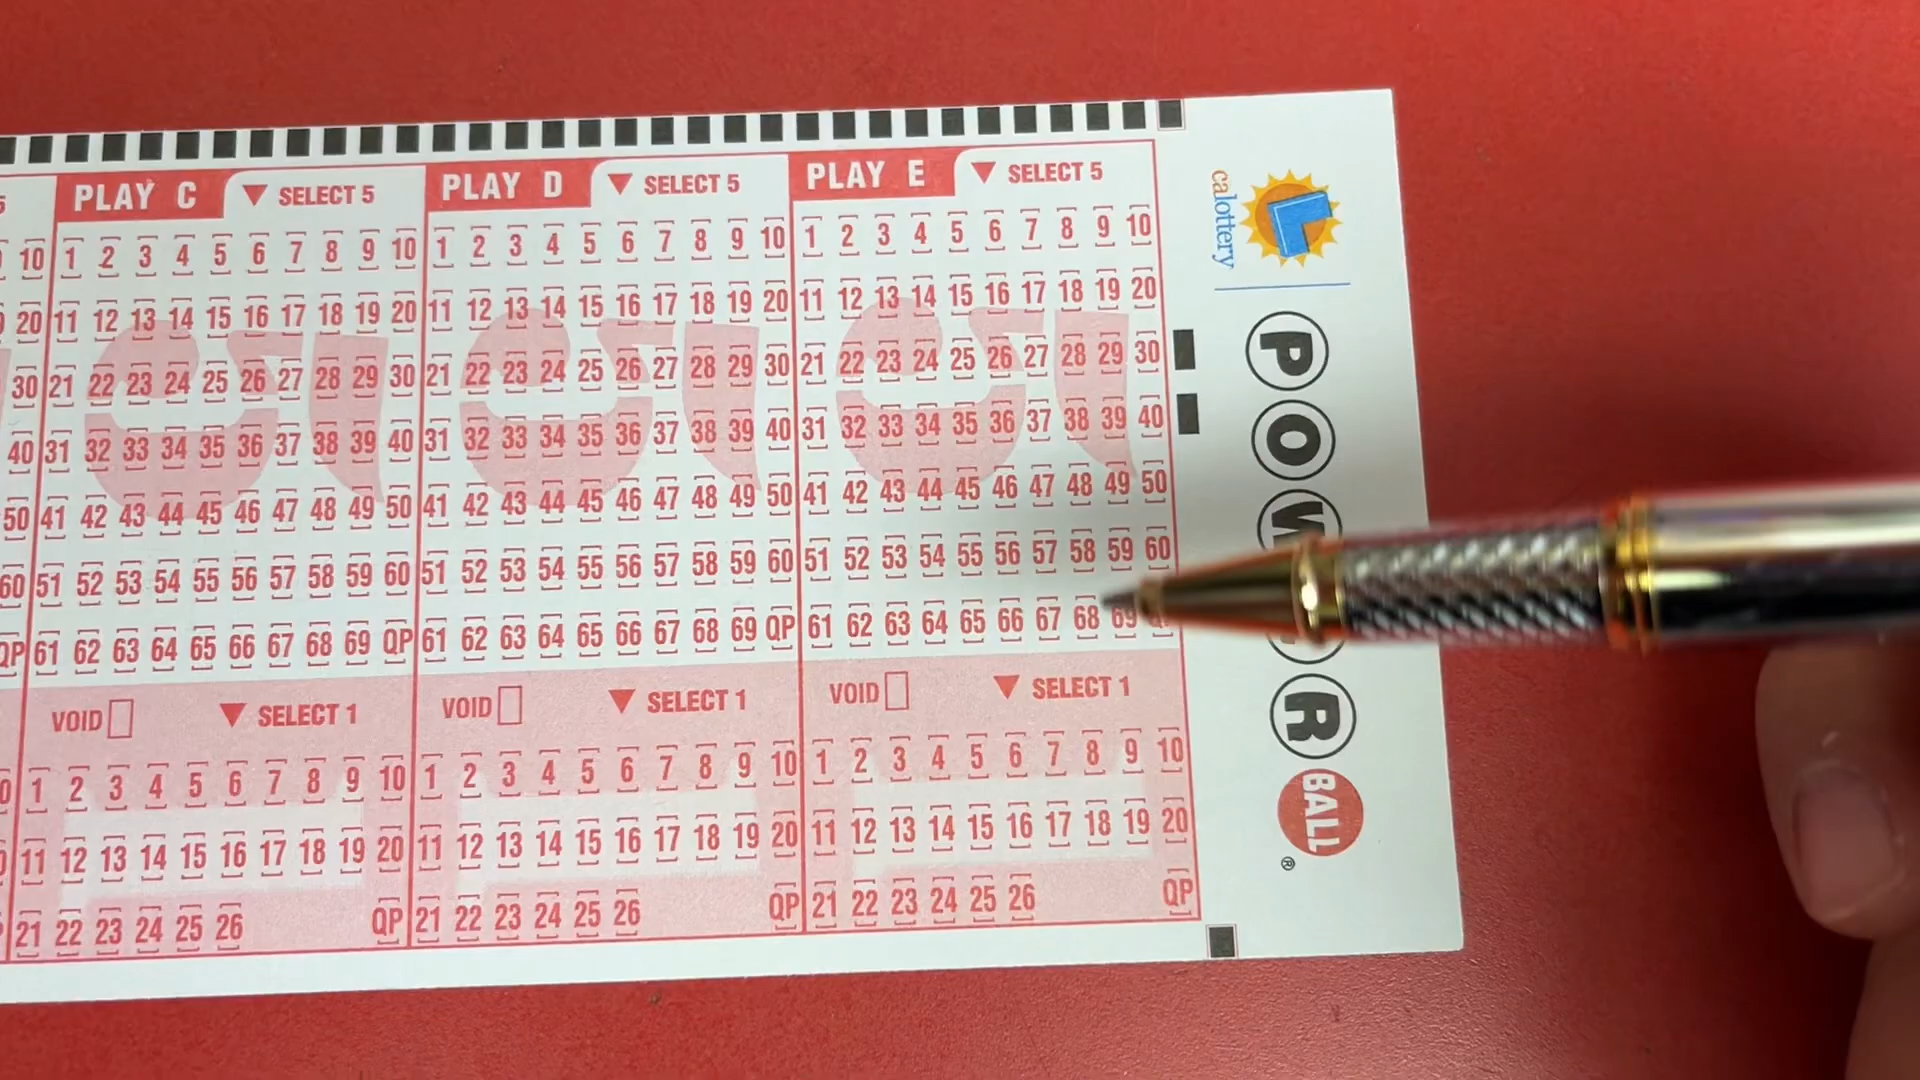 5 PLAY C ▼ SELECT 5 PLAY D ▼ SELECT 5 PLAY E ▼ SELECT 5
10 1 2 3 4 5 6 7 8 9 10 1 2 3 4 5 6 7 8 9 10 1 2 3 4 5 6 7 8 9 10
20 11 12 13 14 15 16 17 18 19 20 11 12 13 14 15 16 17 18 19 20 11 12 13 14 15 16 17 18 19 20
30 21 22 23 24 25 26 27 28 29 30 21 22 23 24 25 26 27 28 29 30 21 22 23 24 25 26 27 28 29 30
40 31 32 33 34 35 36 37 38 39 40 31 32 33 34 35 36 37 38 39 40 31 32 33 34 35 36 37 38 39 40
50 41 42 43 44 45 46 47 48 49 50 41 42 43 44 45 46 47 48 49 50 41 42 43 44 45 46 47 48 49 50
60 51 52 53 54 55 56 57 58 59 60 51 52 53 54 55 56 57 58 59 60 51 52 53 54 55 56 57 58 59 60
QP 61 62 63 64 65 66 67 68 69 QP 61 62 63 64 65 66 67 68 69 QP 61 62 63 64 65 66 67 68 69
VOID ▼ SELECT 1 VOID ▼ SELECT 1 VOID ▼ SELECT 1
0 1 2 3 4 5 6 7 8 9 10 1 2 3 4 5 6 7 8 9 10 1 2 3 4 5 6 7 8 9 10
11 12 13 14 15 16 17 18 19 20 11 12 13 14 15 16 17 18 19 20 11 12 13 14 15 16 17 18 19 20
21 22 23 24 25 26 QP 21 22 23 24 25 26 QP 21 22 23 24 25 26 QP
calottery
POW R
BALL®